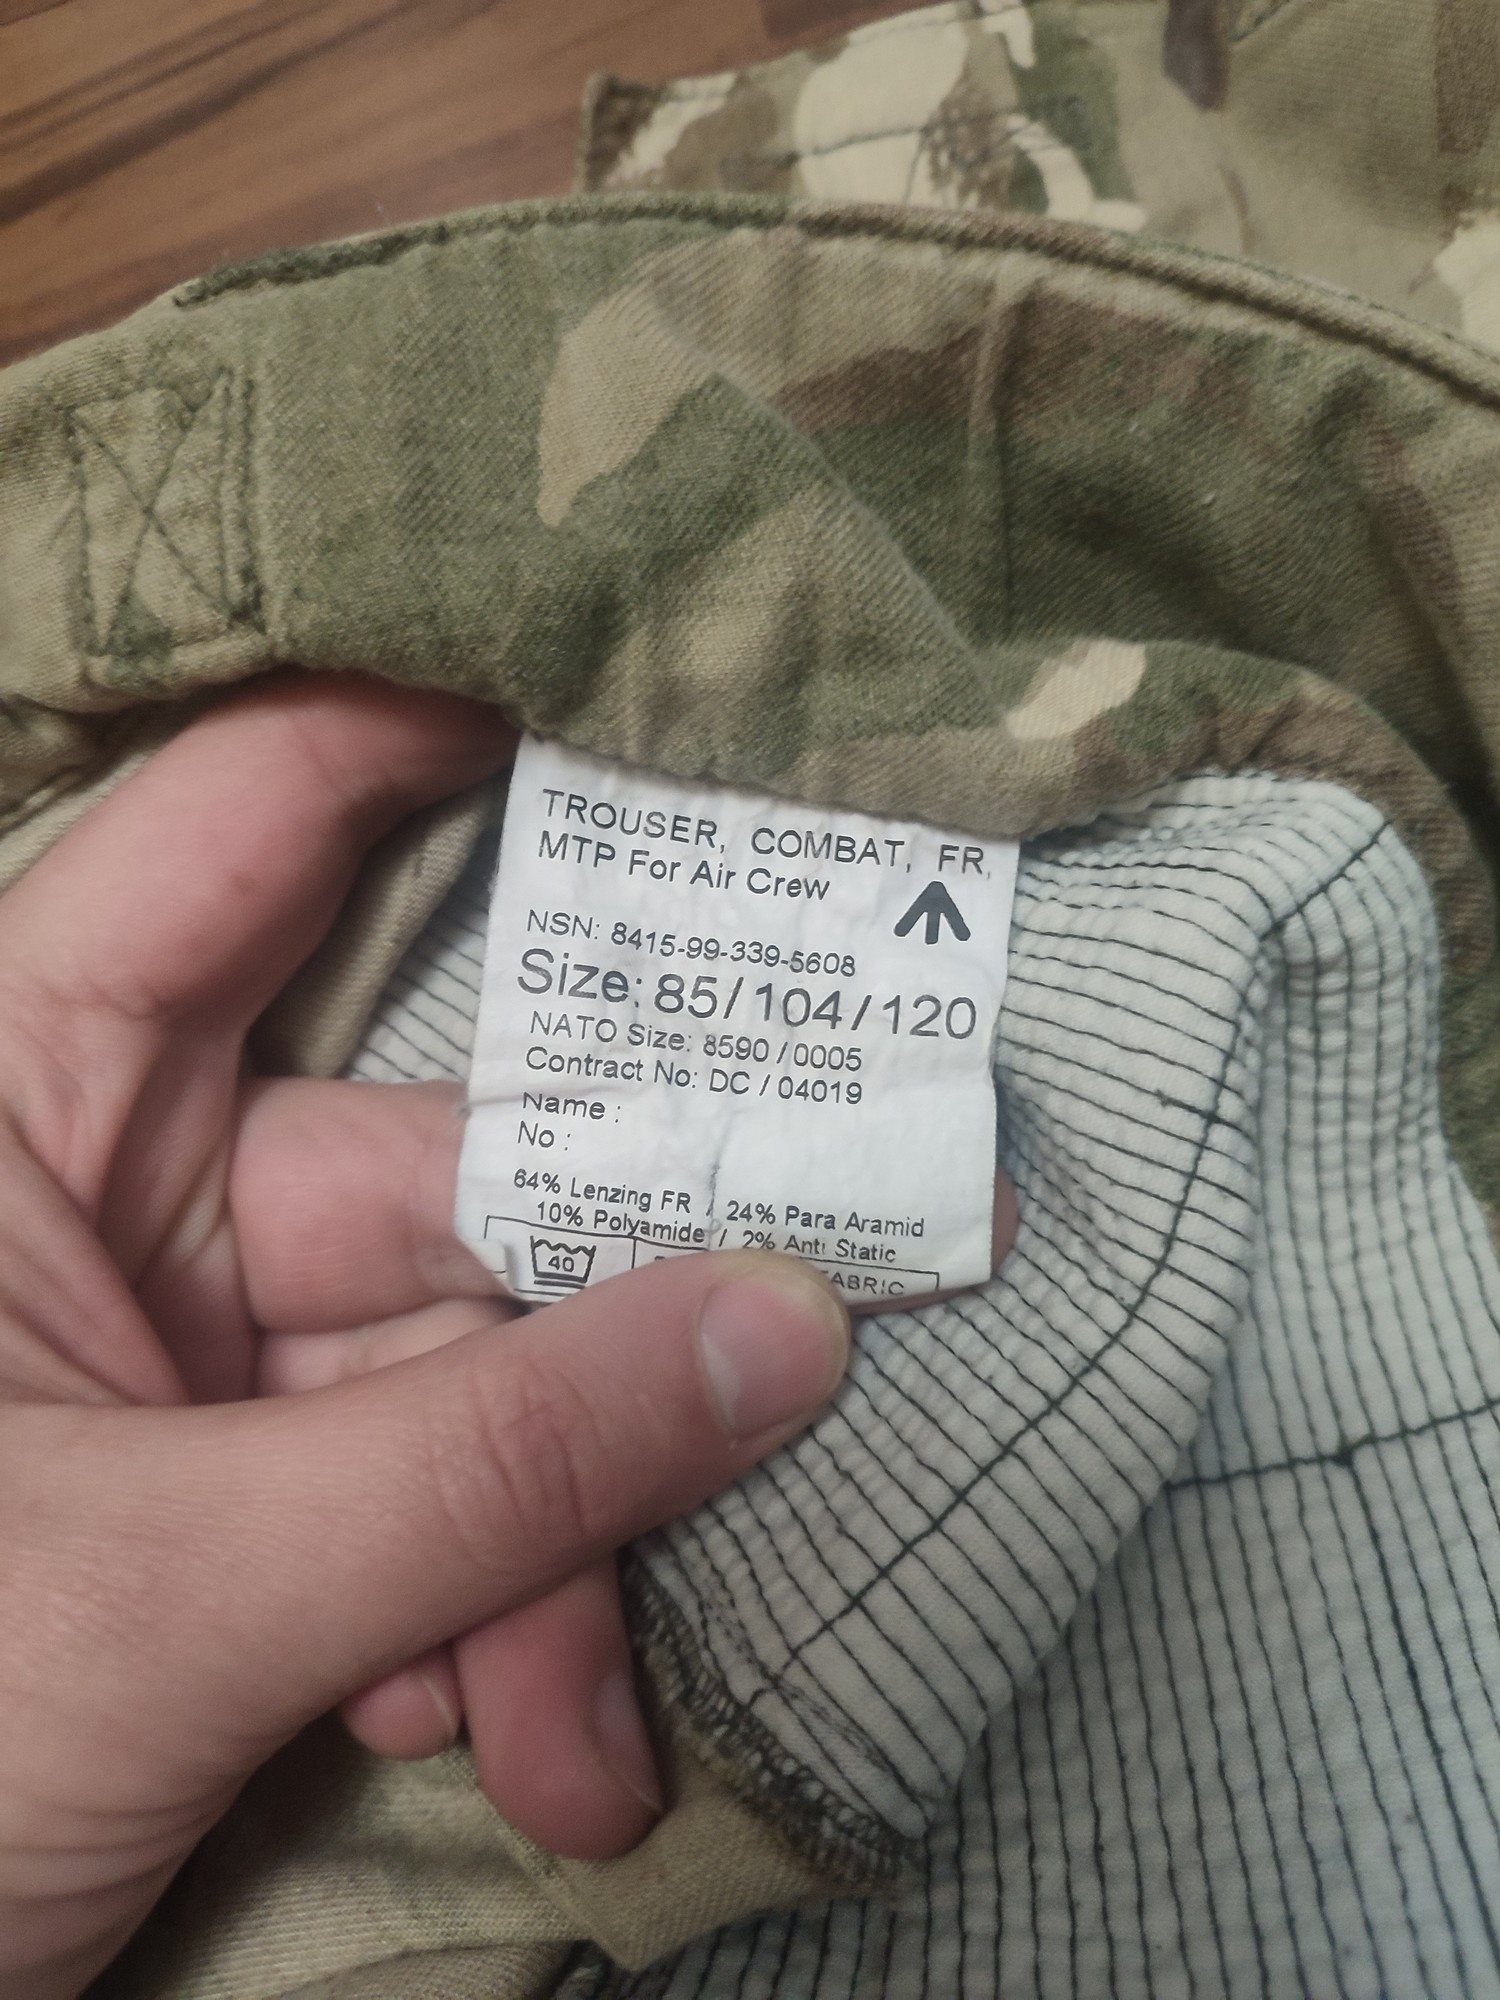 TROUSER, COMBAT, FR,
MTP For Air Crew
NSN: 8415-99-339-5608
Size: 85/104/120
NATO Size: 8590/0005
Contract No: DC / 04019
Name :
No :
64% Lenzing FR / 24% Para Aramid
10% Polyamide / 2% Anti Static
40